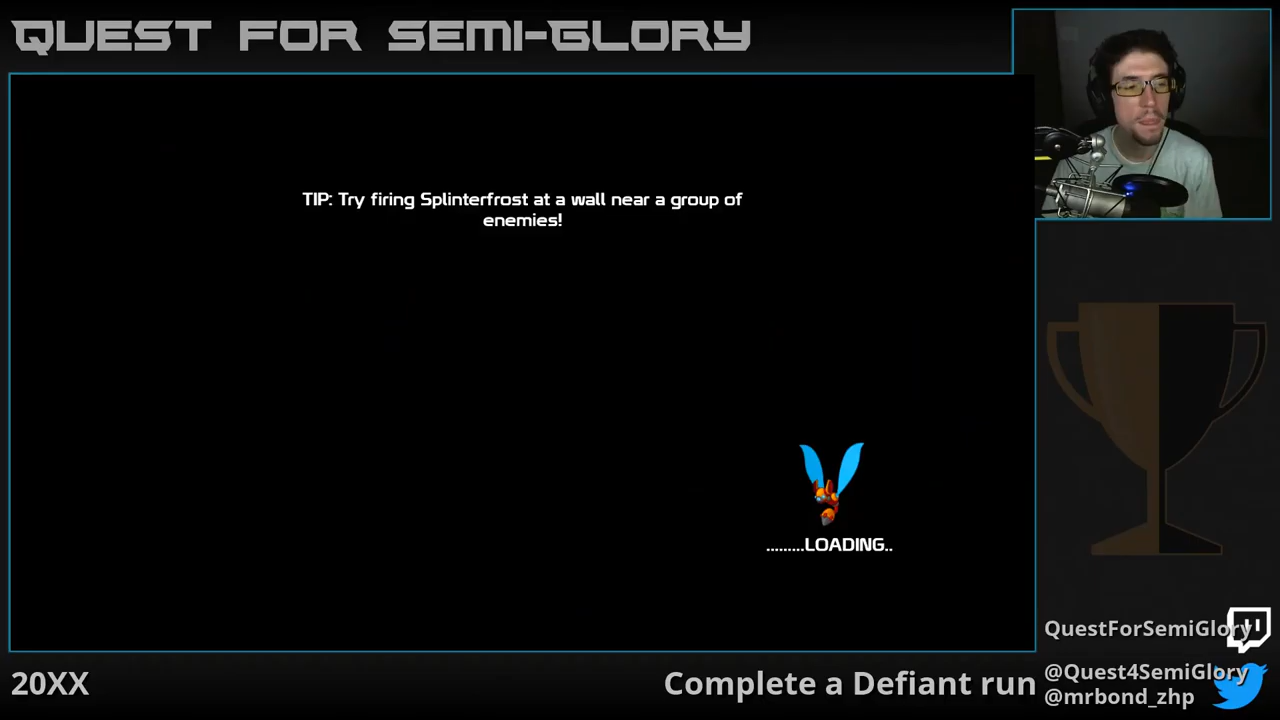 QUEST FOR SEMI-GLORY
TIP: Try firing Splinterfrost at a wall near a group of
enemies!
.........LOADING..
QuestForSemiGlory
@Quest4SemiGlory
@mrbond_zhp
20XX
Complete a Defiant run